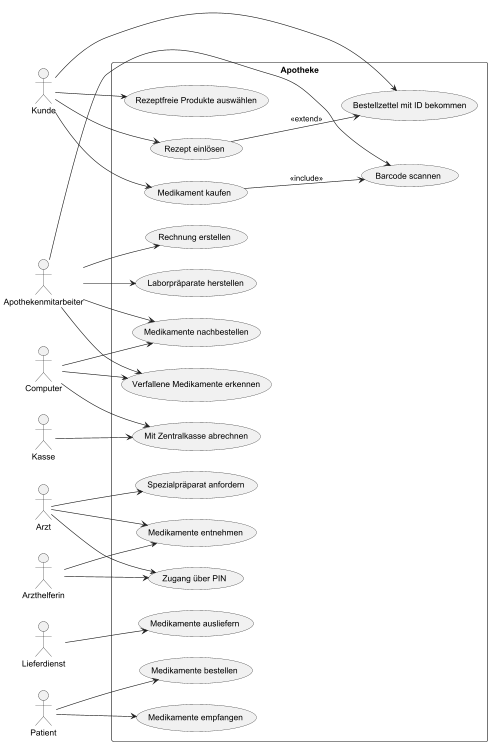 Apotheke
Bestellzettel mit ID bekommen
Kunde
Rezeptfreie Produkte auswählen
Rezept einlösen
«extend»
Barcode scannen
«include»
Medikament kaufen
Rechnung erstellen
Laborpräparate herstellen
Apothekenmitarbeiter
Medikamente nachbestellen
Computer
Verfallene Medikamente erkennen
Mit Zentralkasse abrechnen
Kasse
Spezialpräparat anfordern
Arzt
Medikamente entnehmen
Zugang über PIN
Arzthelferin
Medikamente ausliefern
Lieferdienst
Medikamente bestellen
Medikamente empfangen
Patient